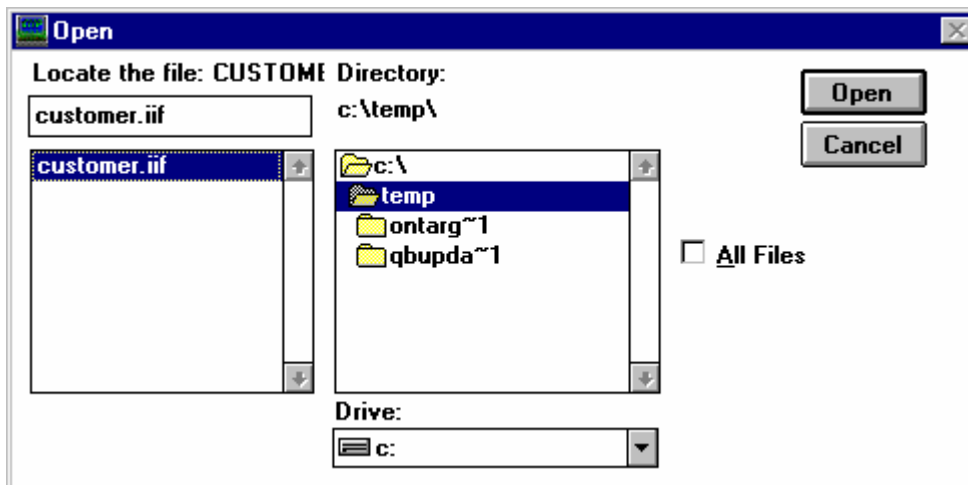 Open
Locate the file: CUSTOME
Directory:
customer.iif
c:\temp\
Open
Cancel
customer.iif
c:\
temp
ontarg~1
qbupda~1
All Files
Drive:
c: